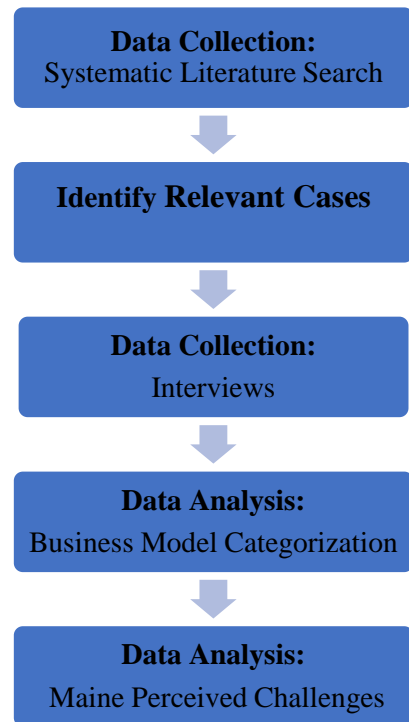 Data Collection:
Systematic Literature Search
Identify Relevant Cases
Data Collection:
Interviews
Data Analysis:
Business Model Categorization
Data Analysis:
Maine Perceived Challenges